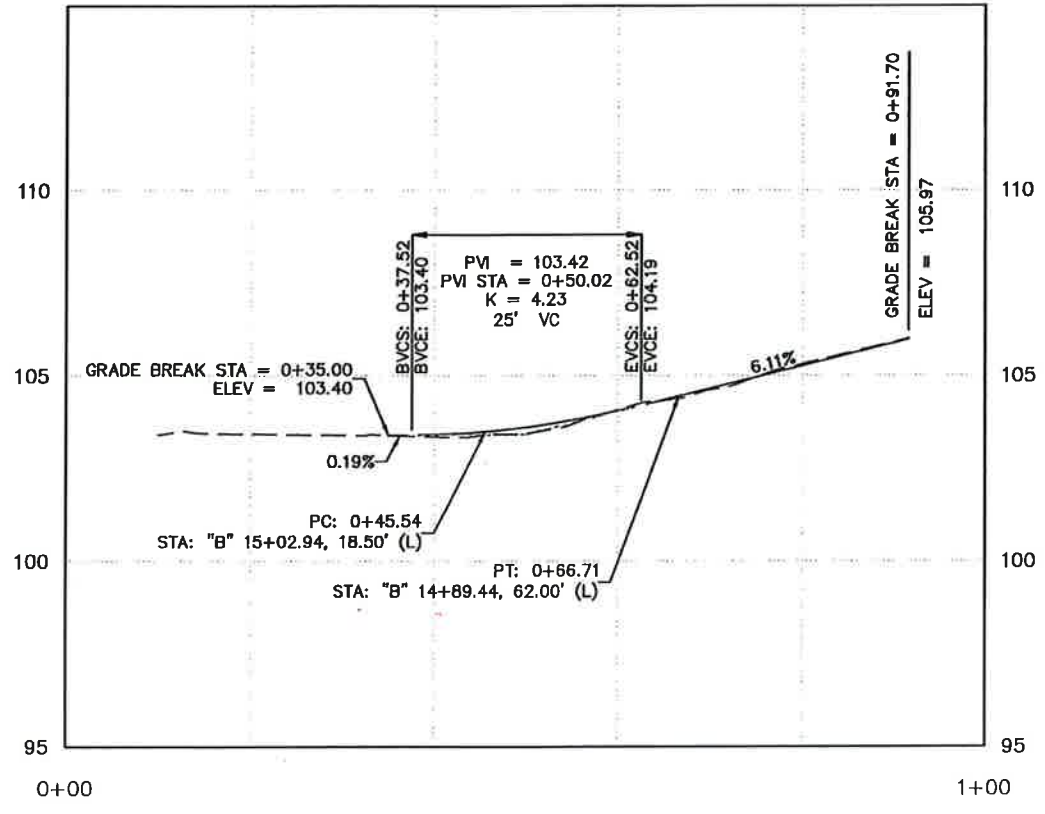 GRADE BREAK STA = 0+91.70
ELEV = 105.97
110
110
BVCS: 0+37.52
BVCE: 103.40
PVI = 103.42
PVI STA = 0+50.02
K = 4.23
25' VC
EVCS: 0+62.52
EVCE: 104.19
105
GRADE BREAK STA = 0+35.00
ELEV = 103.40
6.11%
105
0.19%
PC: 0+45.54
STA: "B" 15+02.94, 18.50' (L)
100
PT: 0+66.71
STA: "B" 14+89.44, 62.00' (L)
100
95
95
0+00
1+00